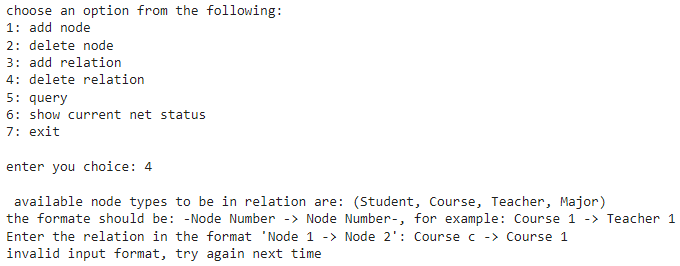 choose an option from the following:
1: add node
2: delete node
3: add relation
4: delete relation
5: query
6: show current net status
7: exit
enter you choice: 4
available node types to be in relation are: (Student, Course, Teacher, Major)
the formate should be: -Node Number -> Node Number-, for example: Course 1 -> Teacher 1
Enter the relation in the format 'Node 1 -> Node 2': Course c -> Course 1
invalid input format, try again next time